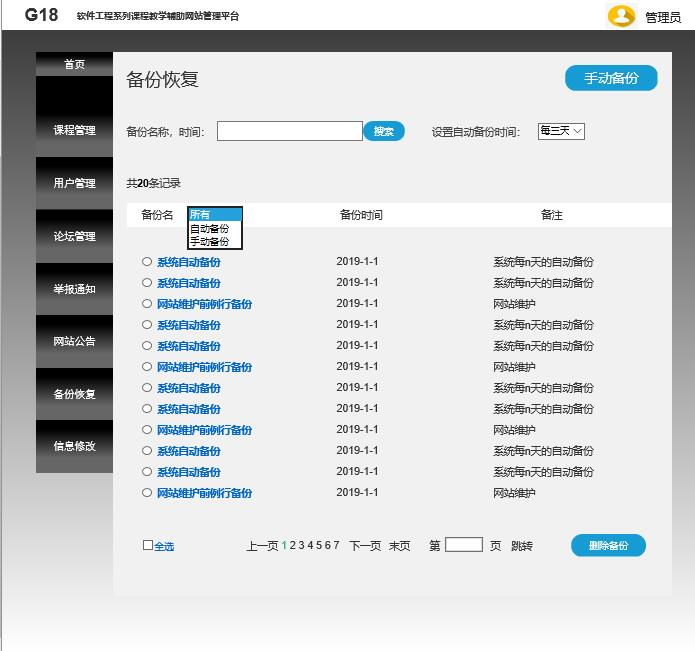 G18 软件工程系列课程教学辅助网站管理平台 管理员
首页
课程管理
用户管理
论坛管理
举报通知
网站公告
备份恢复
信息修改
备份恢复 手动备份
备份名称，时间： 搜索 设置自动备份时间： 每三天
共20条记录
备份名 所有 备份时间 备注
自动备份
手动备份
系统自动备份 2019-1-1 系统每n天的自动备份
系统自动备份 2019-1-1 系统每n天的自动备份
网站维护前例行备份 2019-1-1 网站维护
系统自动备份 2019-1-1 系统每n天的自动备份
系统自动备份 2019-1-1 系统每n天的自动备份
网站维护前例行备份 2019-1-1 网站维护
系统自动备份 2019-1-1 系统每n天的自动备份
系统自动备份 2019-1-1 系统每n天的自动备份
网站维护前例行备份 2019-1-1 网站维护
系统自动备份 2019-1-1 系统每n天的自动备份
系统自动备份 2019-1-1 系统每n天的自动备份
网站维护前例行备份 2019-1-1 网站维护
全选 上一页 1 2 3 4 5 6 7 下一页 末页 第 页 跳转 删除备份